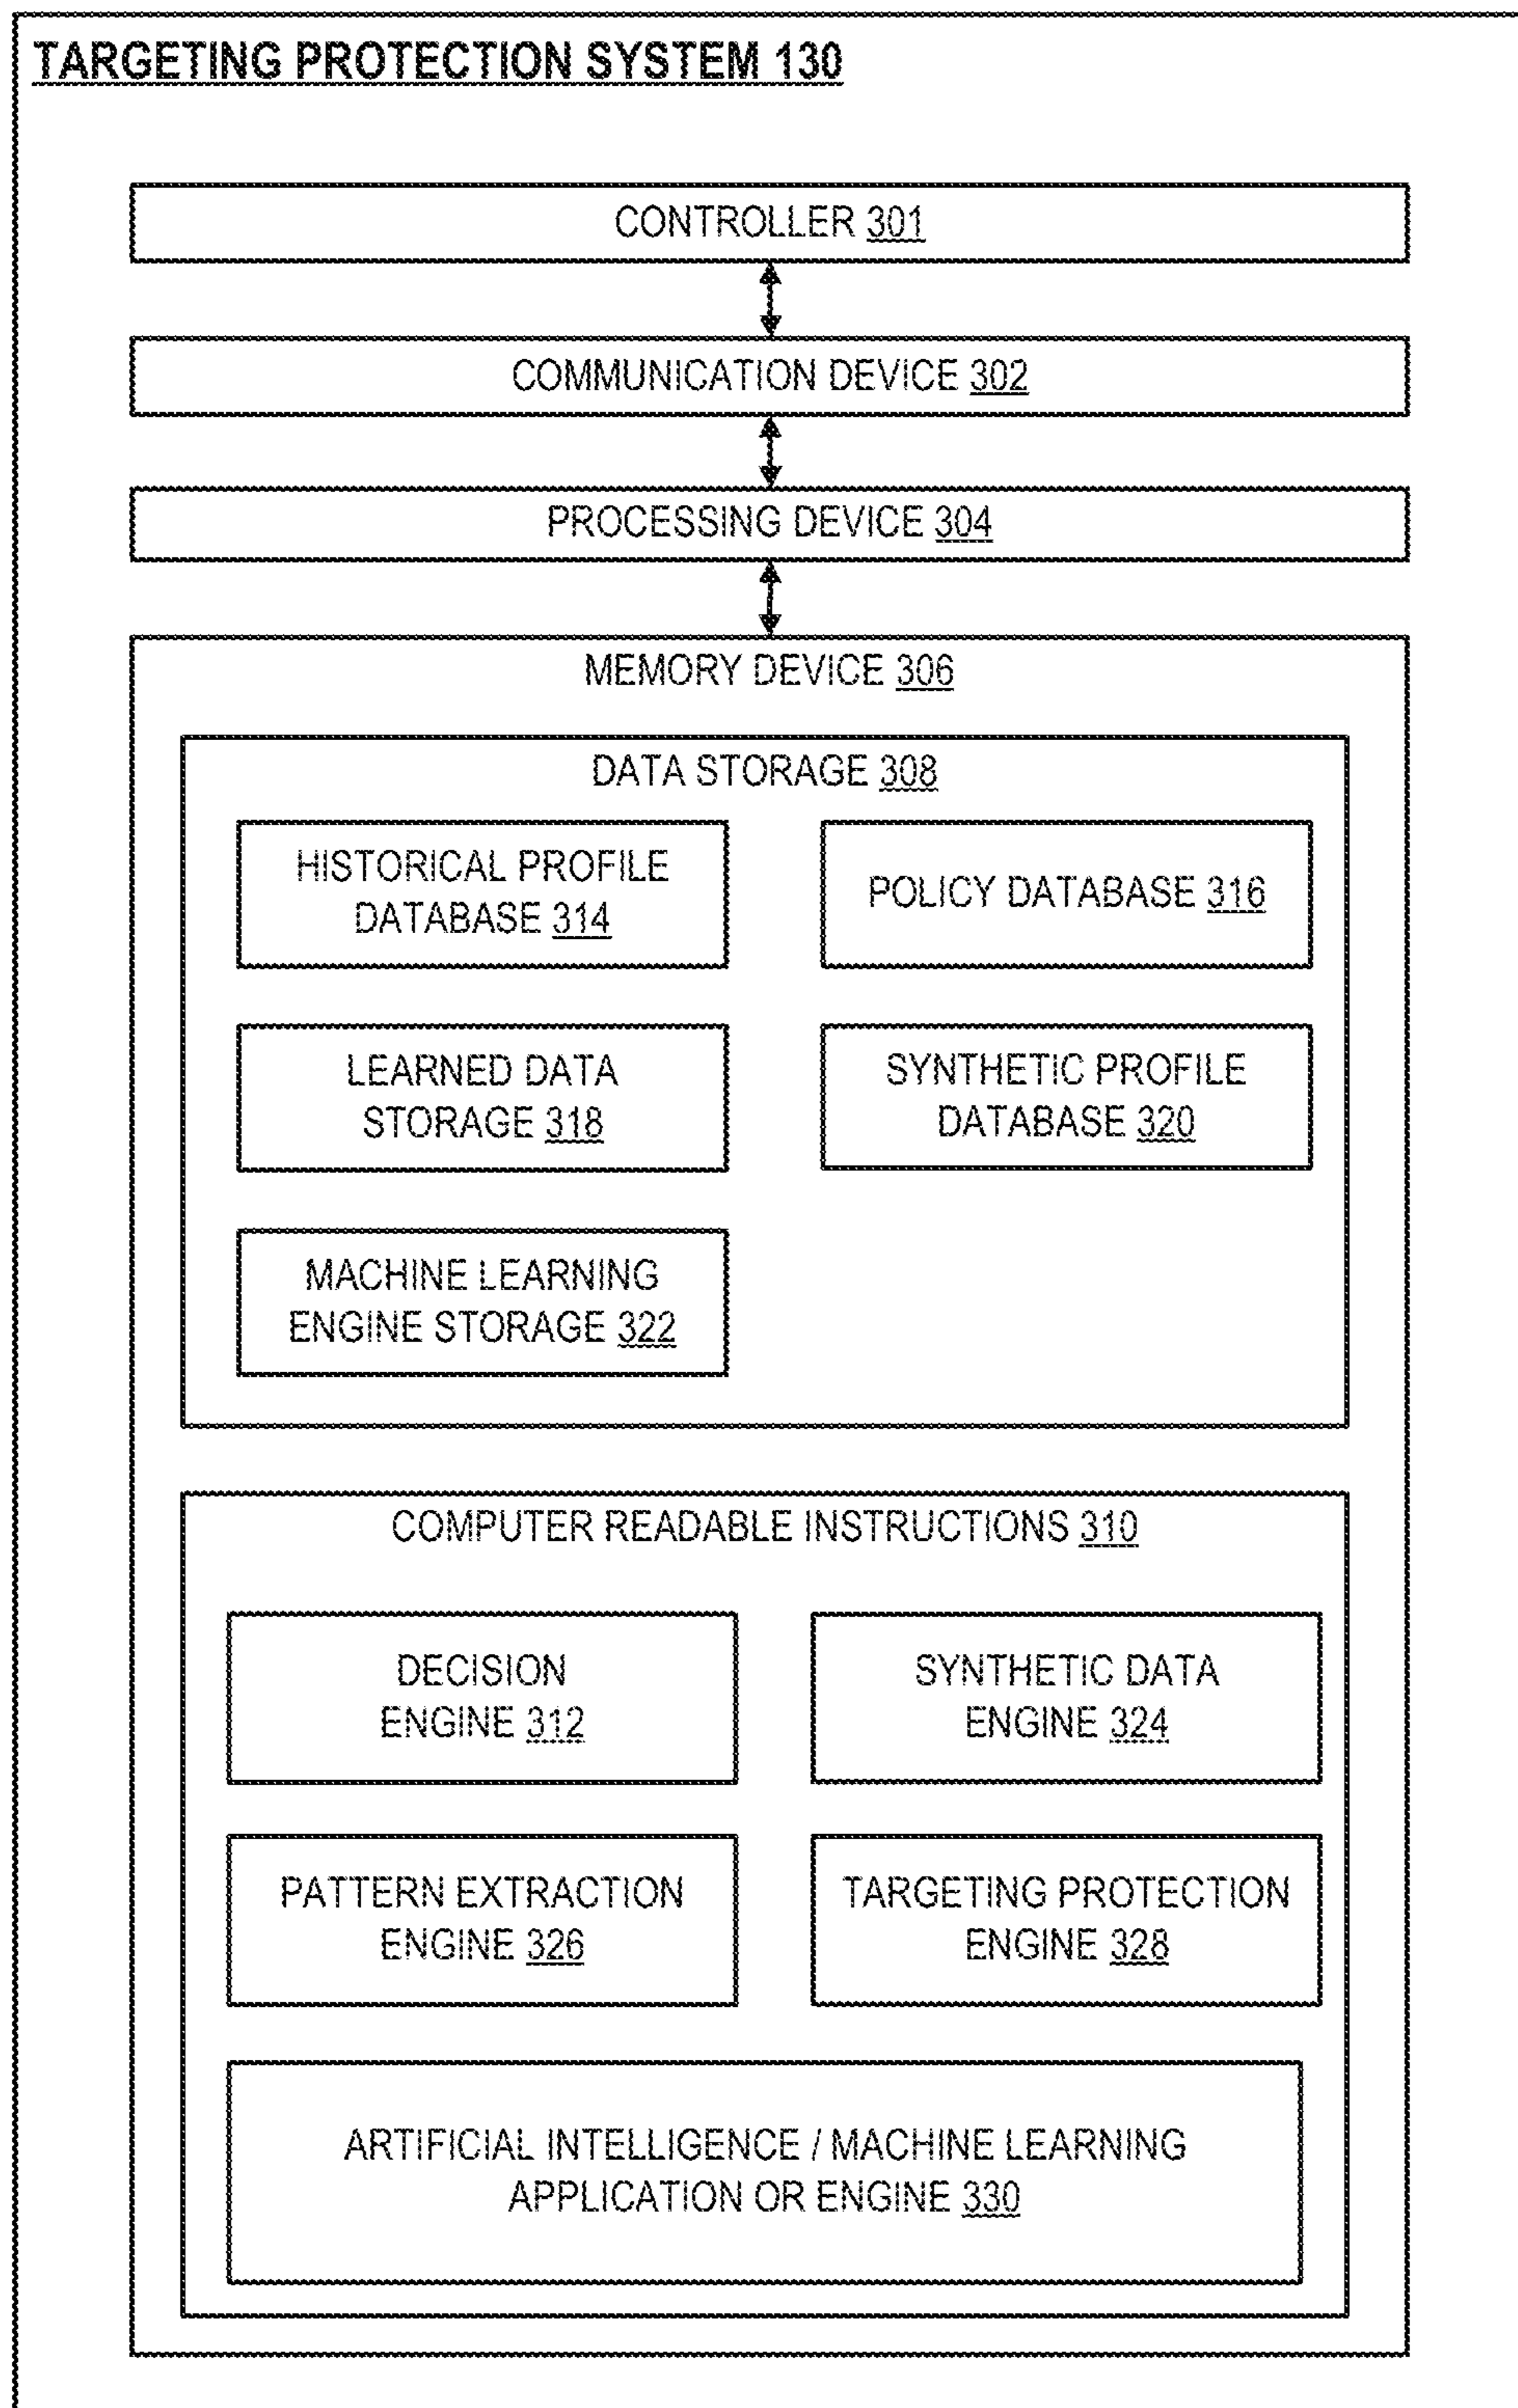 TARGETING PROTECTION SYSTEM 130
CONTROLLER 301
COMMUNICATION DEVICE 302
PROCESSING DEVICE 304
MEMORY DEVICE 306
DATA STORAGE 308
HISTORICAL PROFILE
DATABASE 314
POLICY DATABASE 316
LEARNED DATA
STORAGE 318
SYNTHETIC PROFILE
DATABASE 320
MACHINE LEARNING
ENGINE STORAGE 322
COMPUTER READABLE INSTRUCTIONS 310
DECISION
ENGINE 312
SYNTHETIC DATA
ENGINE 324
PATTERN EXTRACTION
ENGINE 326
TARGETING PROTECTION
ENGINE 328
ARTIFICIAL INTELLIGENCE / MACHINE LEARNING
APPLICATION OR ENGINE 330